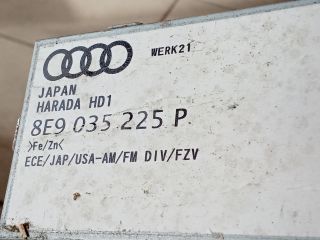 WERK21
JAPAN
HARADA HD1
8E9 035 225 P
>Fe/Zn<
ECE/JAP/USA-AM/FM DIV/FZV